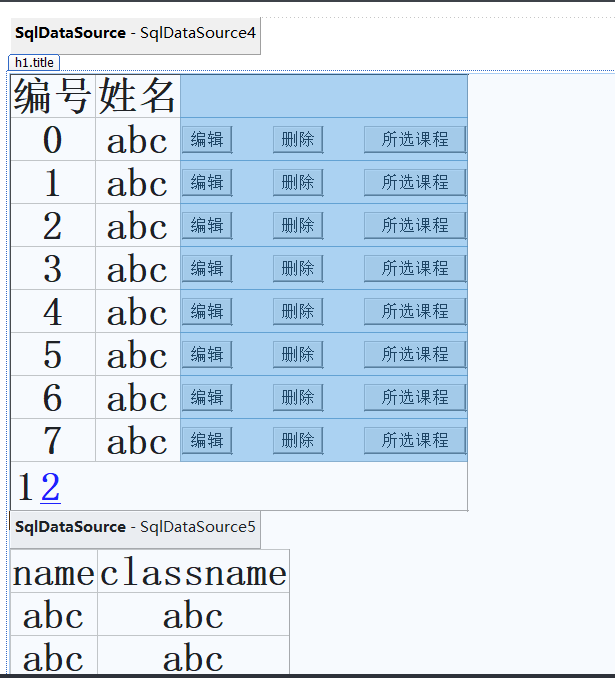 SqlDataSource - SqlDataSource4
h1.title
编号 姓名
0 abc 编辑 删除 所选课程
1 abc 编辑 删除 所选课程
2 abc 编辑 删除 所选课程
3 abc 编辑 删除 所选课程
4 abc 编辑 删除 所选课程
5 abc 编辑 删除 所选课程
6 abc 编辑 删除 所选课程
7 abc 编辑 删除 所选课程
1 2
SqlDataSource - SqlDataSource5
name classname
abc abc
abc abc